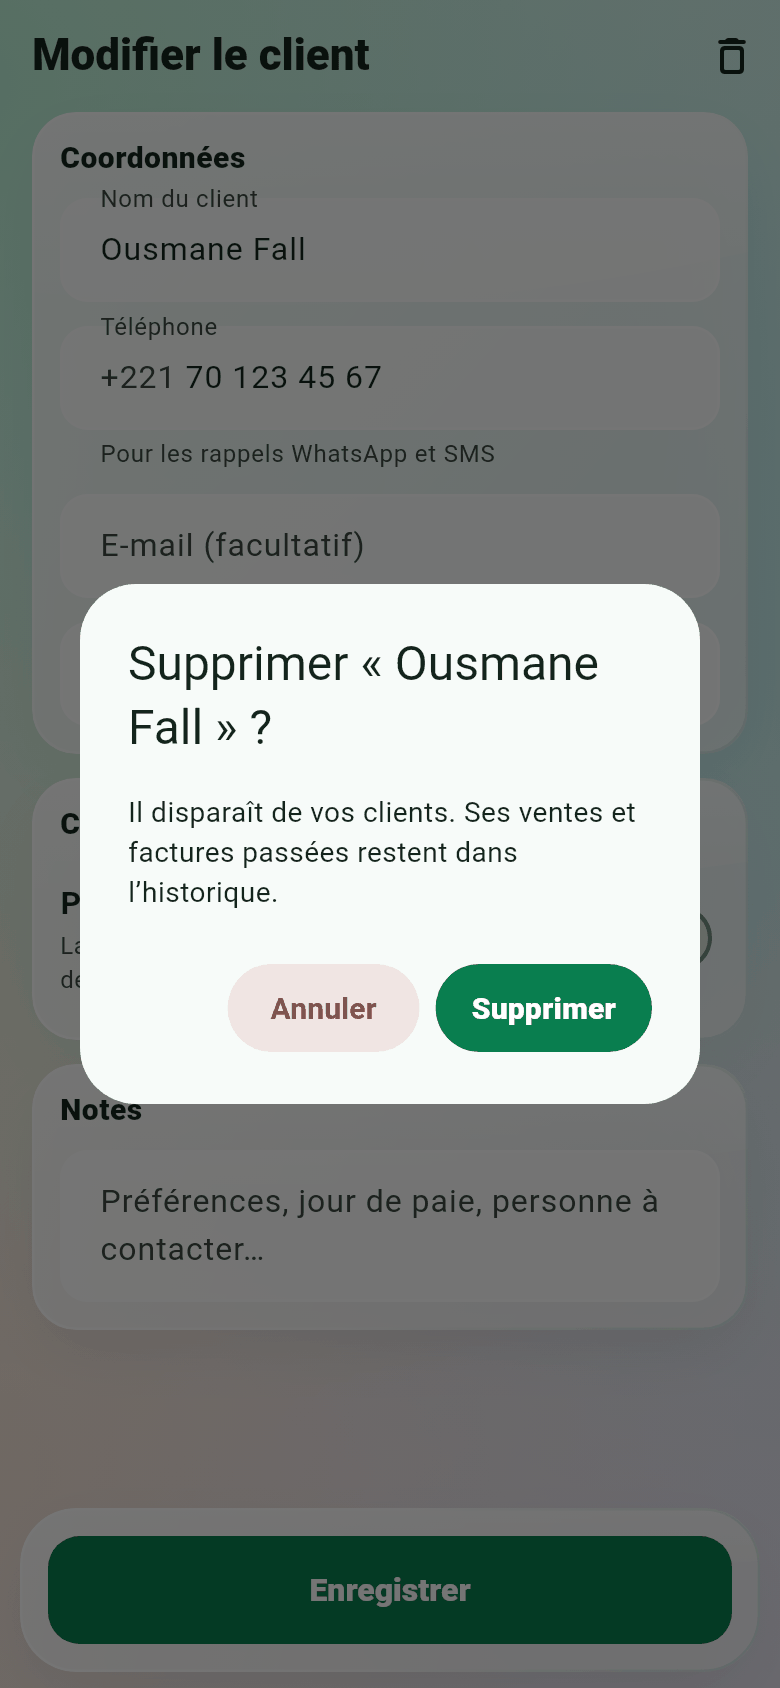 Modifier le client
Coordonnées
Nom du client
Ousmane Fall
Téléphone
+221 70 123 45 67
Pour les rappels WhatsApp et SMS
E-mail (facultatif)
Supprimer « Ousmane
Fall » ?
Il disparaît de vos clients. Ses ventes et
factures passées restent dans
l’historique.
Annuler
Supprimer
Notes
Préférences, jour de paie, personne à
contacter…
Enregistrer